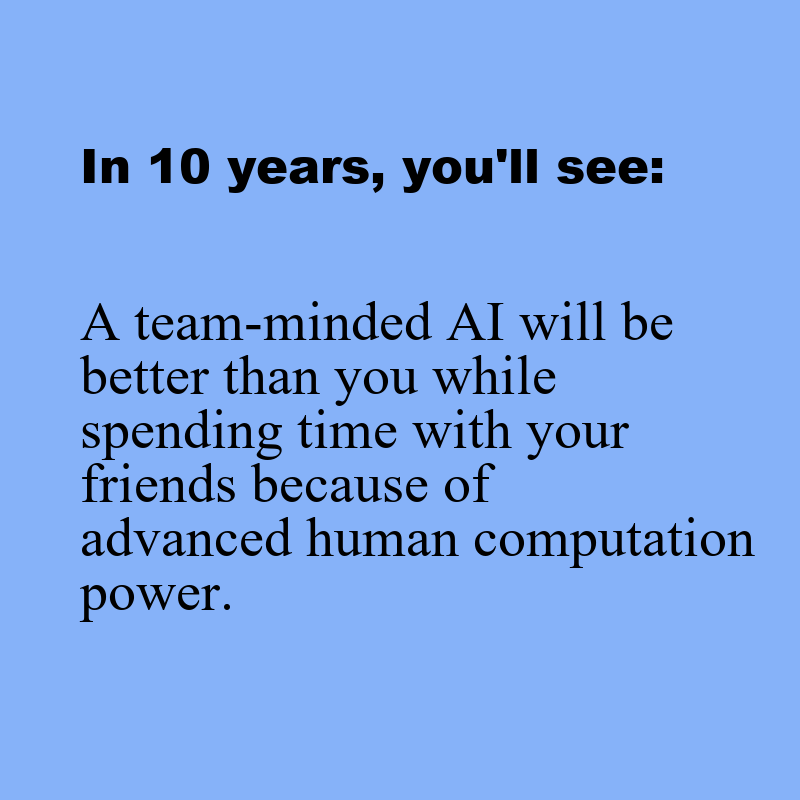 In 10 years, you'll see:
A team-minded AI will be
better than you while
spending time with your
friends because of
advanced human computation
power.